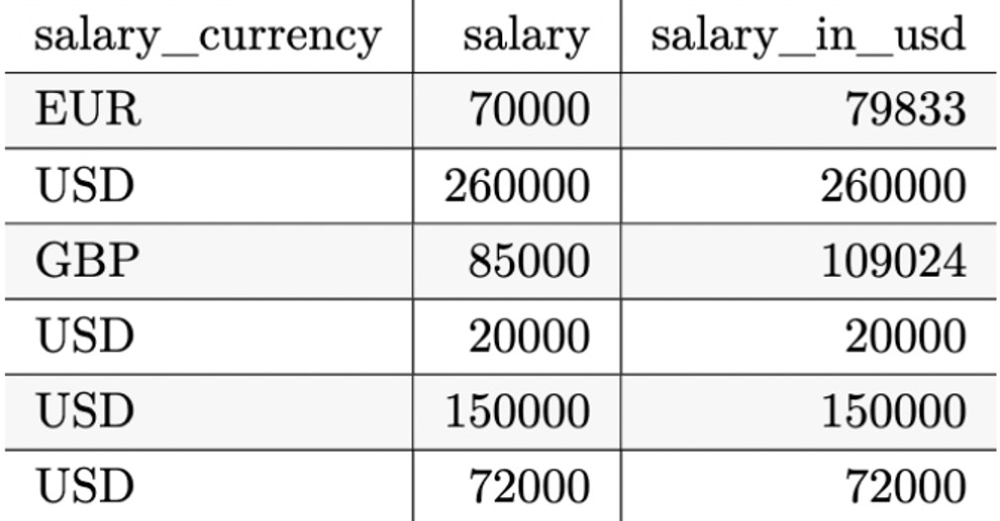 salary_currency salary salary_in_usd
EUR 70000 79833
USD 260000 260000
GBP 85000 109024
USD 20000 20000
USD 150000 150000
USD 72000 72000